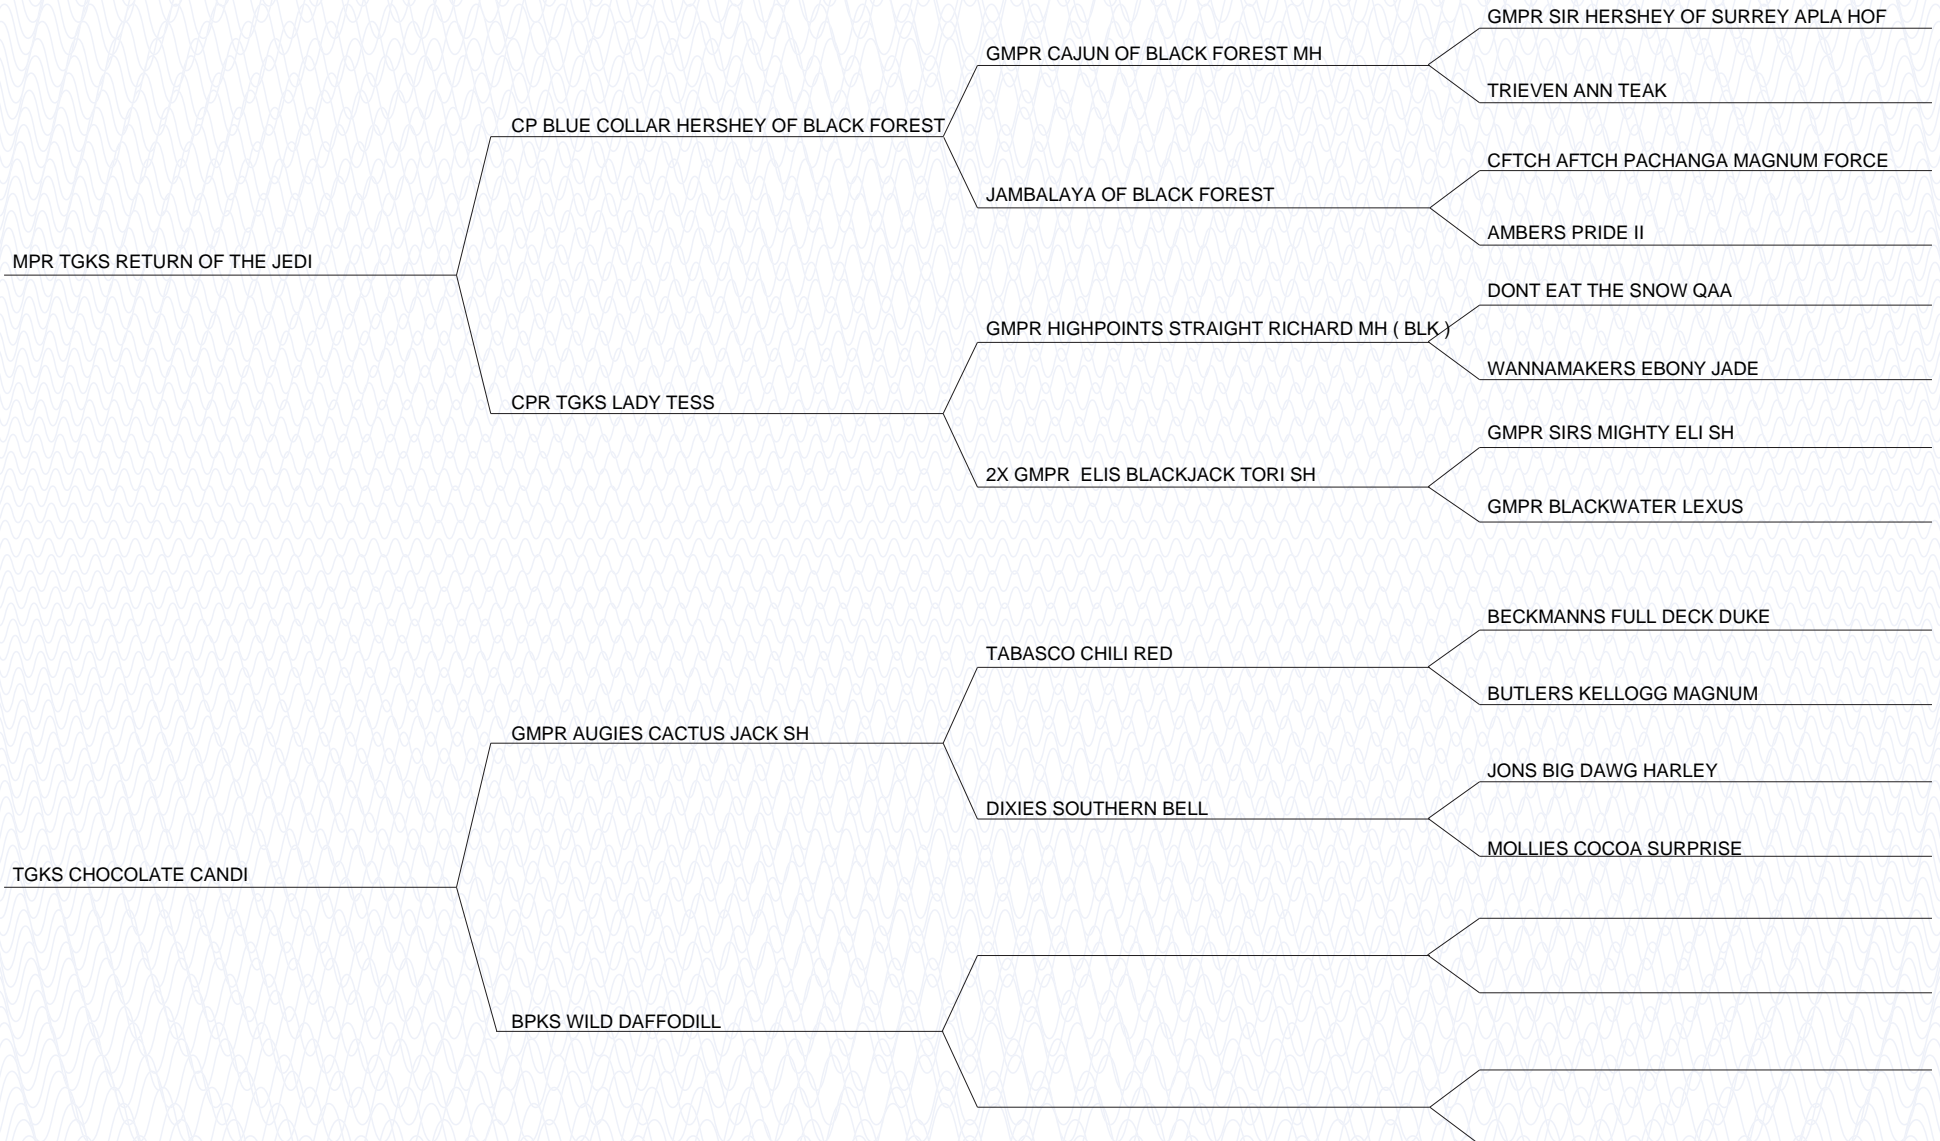 GMPR SIR HERSHEY OF SURREY APLA HOF
GMPR CAJUN OF BLACK FOREST MH
TRIEVEN ANN TEAK
CP BLUE COLLAR HERSHEY OF BLACK FOREST
CFTCH AFTCH PACHANGA MAGNUM FORCE
JAMBALAYA OF BLACK FOREST
AMBERS PRIDE II
MPR TGKS RETURN OF THE JEDI
DONT EAT THE SNOW QAA
GMPR HIGHPOINTS STRAIGHT RICHARD MH ( BLK )
WANNAMAKERS EBONY JADE
CPR TGKS LADY TESS
GMPR SIRS MIGHTY ELI SH
2X GMPR  ELIS BLACKJACK TORI SH
GMPR BLACKWATER LEXUS
BECKMANNS FULL DECK DUKE
TABASCO CHILI RED
BUTLERS KELLOGG MAGNUM
GMPR AUGIES CACTUS JACK SH
JONS BIG DAWG HARLEY
DIXIES SOUTHERN BELL
MOLLIES COCOA SURPRISE
TGKS CHOCOLATE CANDI
BPKS WILD DAFFODILL